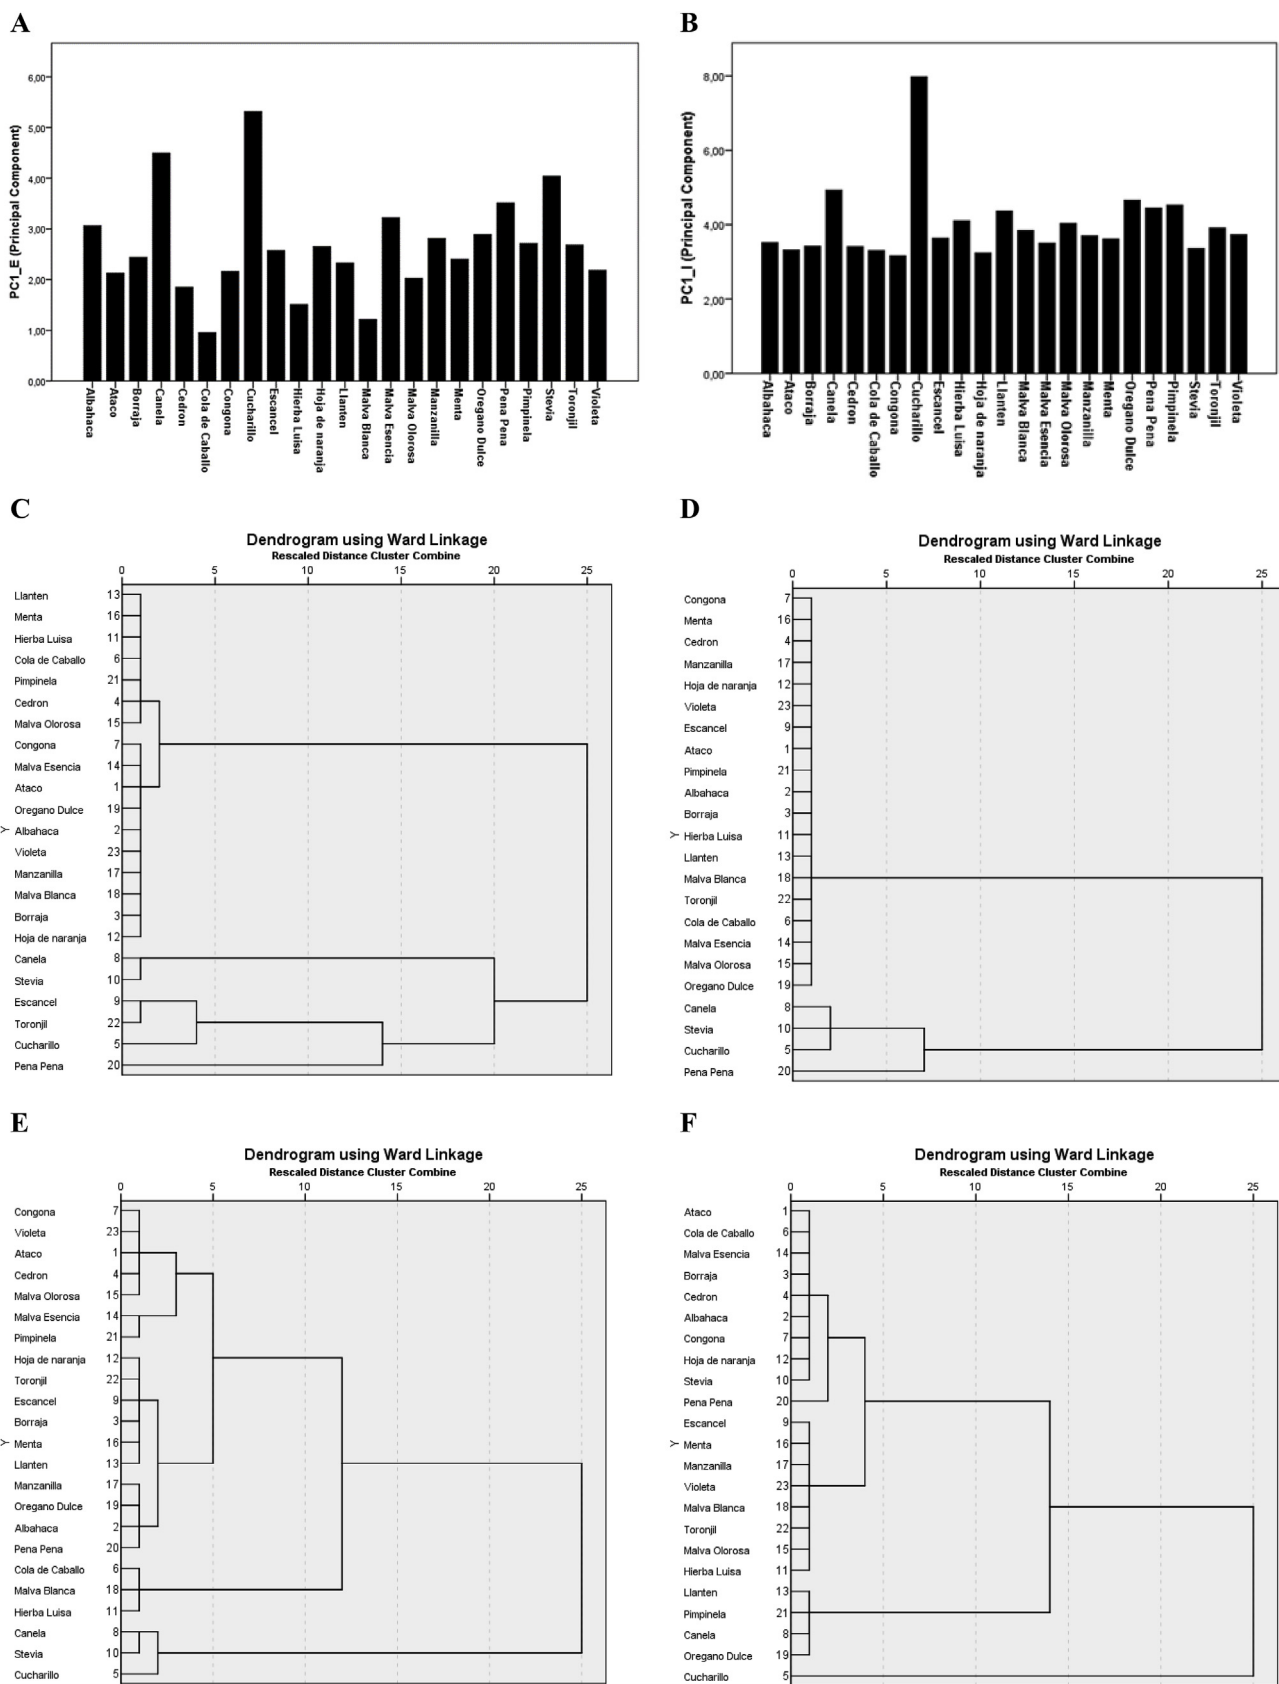 A
PC1_E (Principal Component)
6,00
5,00
4,00
3,00
2,00
1,00
0,00
Albahaca
Ataco
Borraja
Canela
Cedron
Cola de Caballo
Congona
Cucharillo
Escancel
Hierba Luisa
Hoja de naranja
Llanten
Malva Blanca
Malva Esencia
Malva Olorosa
Manzanilla
Menta
Oregano Dulce
Pena Pena
Pimpinela
Stevia
Toronjil
Violeta
B
PC1_I (Principal Component)
8,00
6,00
4,00
2,00
0,00
Albahaca
Ataco
Borraja
Canela
Cedron
Cola de Caballo
Congona
Cucharillo
Escancel
Hierba Luisa
Hoja de naranja
Llanten
Malva Blanca
Malva Esencia
Malva Olorosa
Manzanilla
Menta
Oregano Dulce
Pena Pena
Pimpinela
Stevia
Toronjil
Violeta
C
Dendrogram using Ward Linkage
Rescaled Distance Cluster Combine
0 5 10 15 20 25
Llanten 13
Menta 16
Hierba Luisa 11
Cola de Caballo 6
Pimpinela 21
Cedron 4
Malva Olorosa 15
Congona 7
Malva Esencia 14
Ataco 1
Oregano Dulce 19
Y Albahaca 2
Violeta 23
Manzanilla 17
Malva Blanca 18
Borraja 3
Hoja de naranja 12
Canela 8
Stevia 10
Escancel 9
Toronjil 22
Cucharillo 5
Pena Pena 20
D
Dendrogram using Ward Linkage
Rescaled Distance Cluster Combine
0 5 10 15 20 25
Congona 7
Menta 16
Cedron 4
Manzanilla 17
Hoja de naranja 12
Violeta 23
Escancel 9
Ataco 1
Pimpinela 21
Albahaca 2
Borraja 3
Y Hierba Luisa 11
Llanten 13
Malva Blanca 18
Toronjil 22
Cola de Caballo 6
Malva Esencia 14
Malva Olorosa 15
Oregano Dulce 19
Canela 8
Stevia 10
Cucharillo 5
Pena Pena 20
E
Dendrogram using Ward Linkage
Rescaled Distance Cluster Combine
0 5 10 15 20 25
Congona 7
Violeta 23
Ataco 1
Cedron 4
Malva Olorosa 15
Malva Esencia 14
Pimpinela 21
Hoja de naranja 12
Toronjil 22
Escancel 9
Borraja 3
Y Menta 16
Llanten 13
Manzanilla 17
Oregano Dulce 19
Albahaca 2
Pena Pena 20
Cola de Caballo 6
Malva Blanca 18
Hierba Luisa 11
Canela 8
Stevia 10
Cucharillo 5
F
Dendrogram using Ward Linkage
Rescaled Distance Cluster Combine
0 5 10 15 20 25
Ataco 1
Cola de Caballo 6
Malva Esencia 14
Borraja 3
Cedron 4
Albahaca 2
Congona 7
Hoja de naranja 12
Stevia 10
Pena Pena 20
Escancel 9
Y Menta 16
Manzanilla 17
Violeta 23
Malva Blanca 18
Toronjil 22
Malva Olorosa 15
Hierba Luisa 11
Llanten 13
Pimpinela 21
Canela 8
Oregano Dulce 19
Cucharillo 5